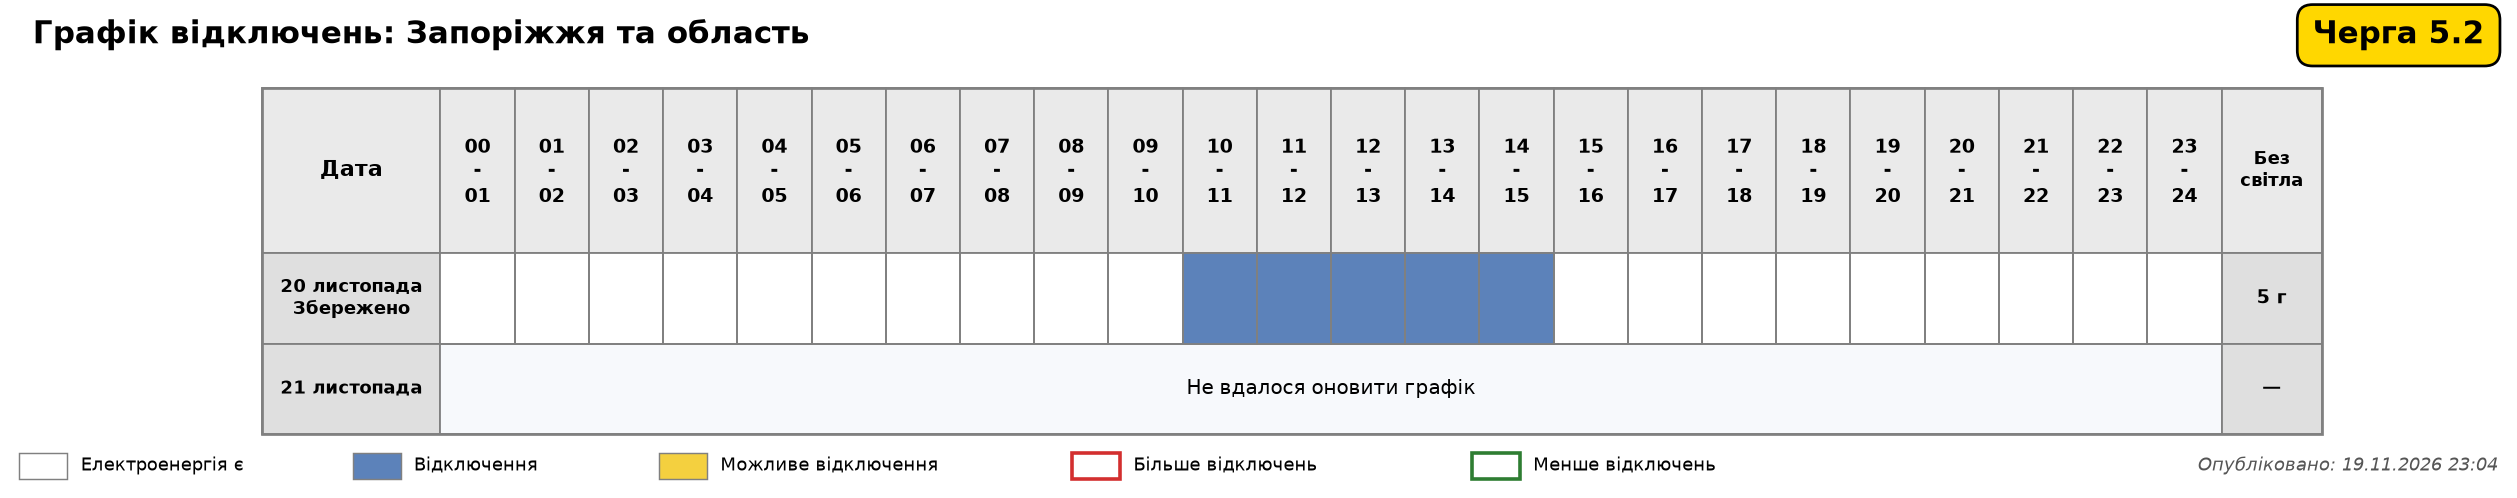 Графік відключень: Запоріжжя та область
Черга 5.2
Дата
00 - 01
01 - 02
02 - 03
03 - 04
04 - 05
05 - 06
06 - 07
07 - 08
08 - 09
09 - 10
10 - 11
11 - 12
12 - 13
13 - 14
14 - 15
15 - 16
16 - 17
17 - 18
18 - 19
19 - 20
20 - 21
21 - 22
22 - 23
23 - 24
Без
світла
20 листопада
Збережено
5 г
21 листопада
Не вдалося оновити графік
—
Електроенергія є
Відключення
Можливе відключення
Більше відключень
Менше відключень
Опубліковано: 19.11.2026 23:04